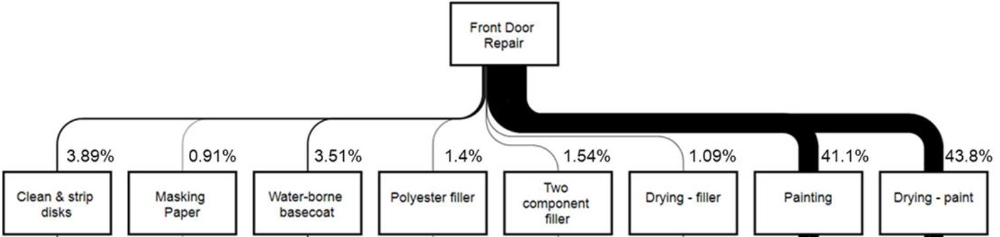 Front Door
Repair
3.89%
0.91%
3.51%
1.4%
1.54%
1.09%
41.1%
43.8%
Clean & strip
disks
Masking
Paper
Water-borne
basecoat
Polyester filler
Two
component
filler
Drying - filler
Painting
Drying - paint